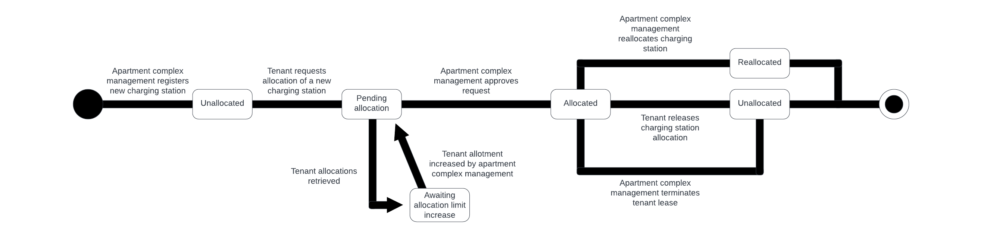 Apartment complex
management
reallocates charging
station
Reallocated
Apartment complex
management registers
new charging station
Tenant requests
allocation of a new
charging station
Apartment complex
management approves
request
Unallocated
Pending
allocation
Allocated
Unallocated
Tenant releases
charging station
allocation
Tenant allotment
increased by apartment
complex management
Tenant allocations
retrieved
Awaiting
allocation limit
increase
Apartment complex
management terminates
tenant lease